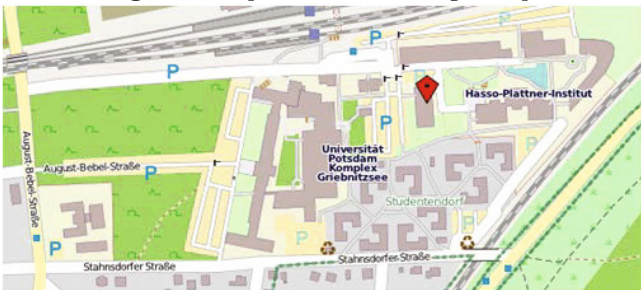 P
P
P
Hasso-Plattner-Institut
P
August-Bebel-Straße
Universität
Potsdam
Komplex
Griebnitzsee
August-Bebel-Straße
P
Studentendorf
P
P
P
Stahnsdorfer Straße
Stahnsdorfer Straße